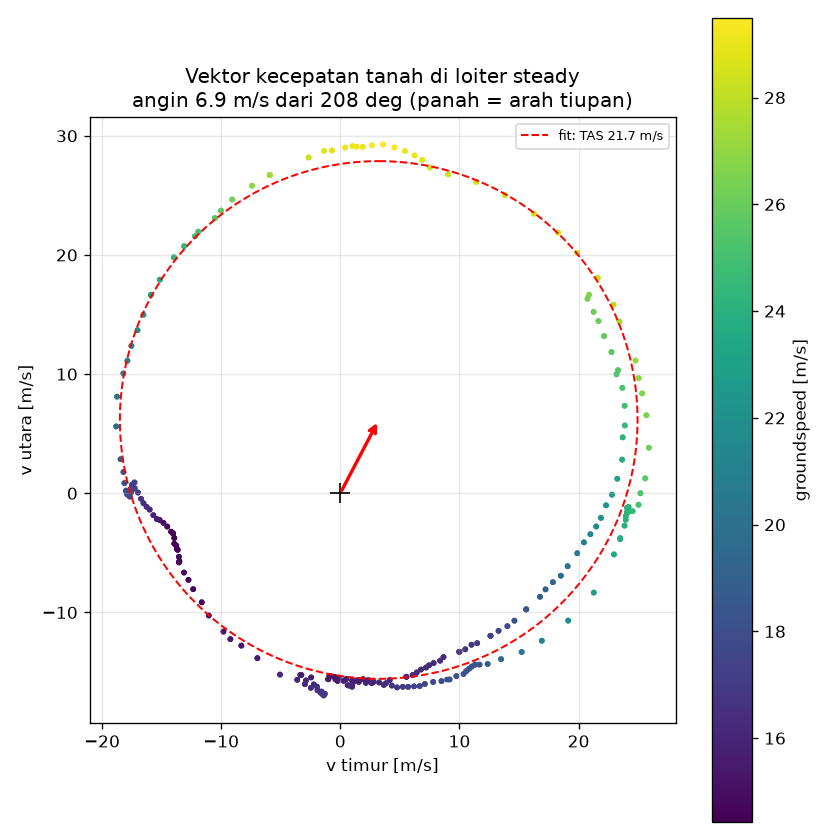 Vektor kecepatan tanah di loiter steady
angin 6.9 m/s dari 208 deg (panah = arah tiupan)
fit: TAS 21.7 m/s
30
20
10
0
−10
v utara [m/s]
−20
−10
0
10
20
v timur [m/s]
28
26
24
22
20
18
16
groundspeed [m/s]